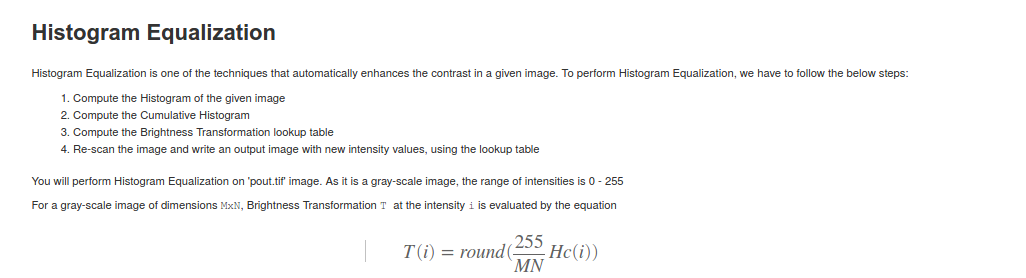 Histogram Equalization
Histogram Equalization is one of the techniques that automatically enhances the contrast in a given image. To perform Histogram Equalization, we have to follow the below steps:
1. Compute the Histogram of the given image
2. Compute the Cumulative Histogram
3. Compute the Brightness Transformation lookup table
4. Re-scan the image and write an output image with new intensity values, using the lookup table
You will perform Histogram Equalization on 'pout.tif' image. As it is a gray-scale image, the range of intensities is 0 - 255
For a gray-scale image of dimensions MxN, Brightness Transformation T at the intensity i is evaluated by the equation
T(i) = round(255/MN Hc(i))